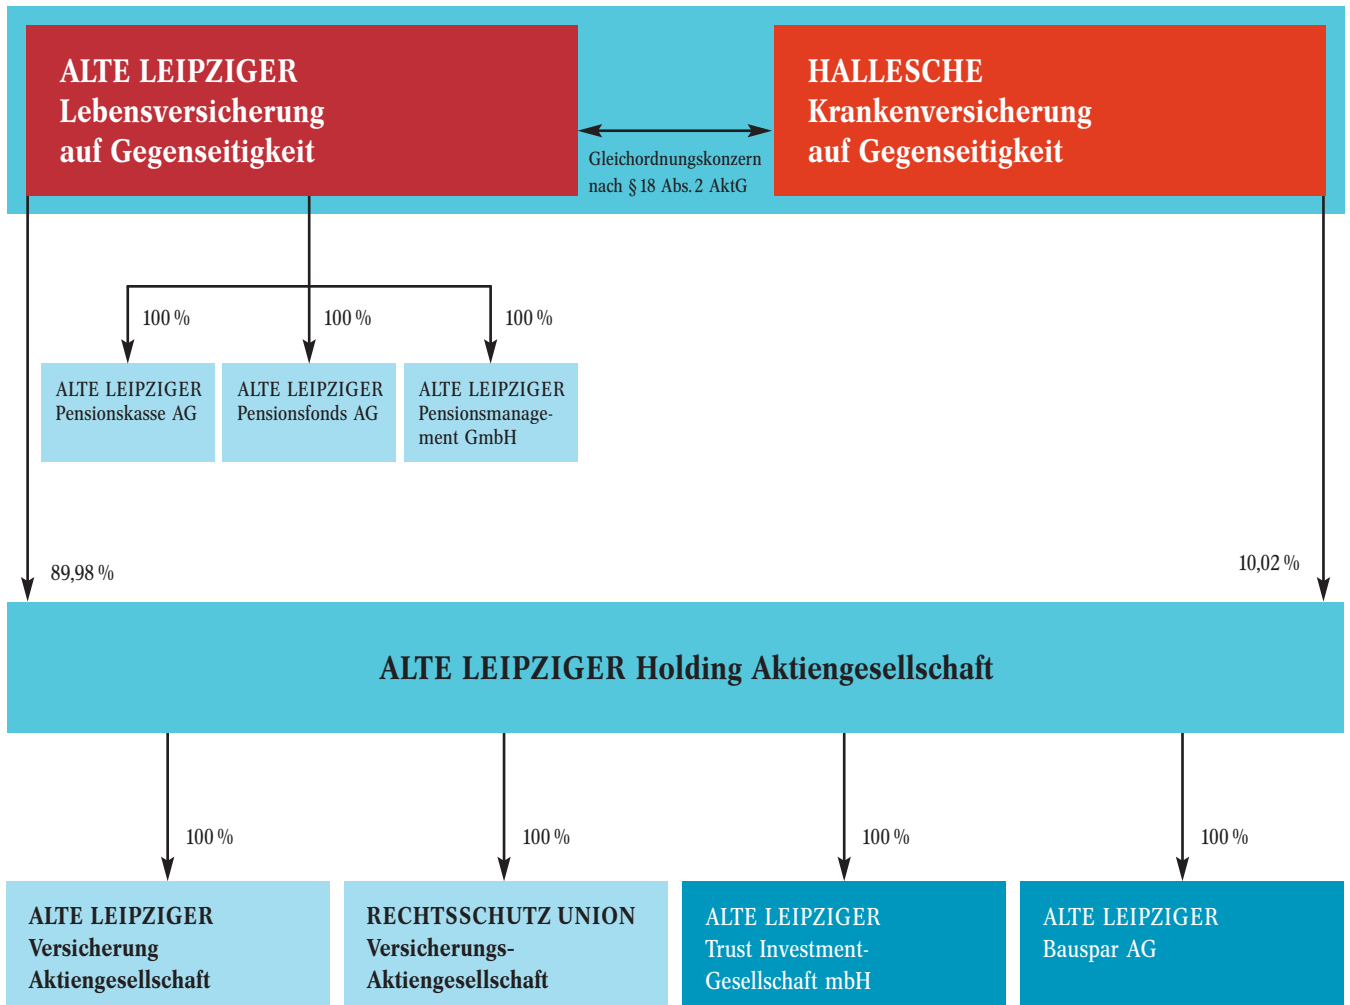 ALTE LEIPZIGER
Lebensversicherung
auf Gegenseitigkeit
Gleichordnungskonzern
nach § 18 Abs. 2 AktG
HALLESCHE
Krankenversicherung
auf Gegenseitigkeit
100 %
100 %
100 %
ALTE LEIPZIGER
Pensionskasse AG
ALTE LEIPZIGER
Pensionsfonds AG
ALTE LEIPZIGER
Pensionsmanage-
ment GmbH
89,98 %
10,02 %
ALTE LEIPZIGER Holding Aktiengesellschaft
100 %
100 %
100 %
100 %
ALTE LEIPZIGER
Versicherung
Aktiengesellschaft
RECHTSSCHUTZ UNION
Versicherungs-
Aktiengesellschaft
ALTE LEIPZIGER
Trust Investment-
Gesellschaft mbH
ALTE LEIPZIGER
Bauspar AG